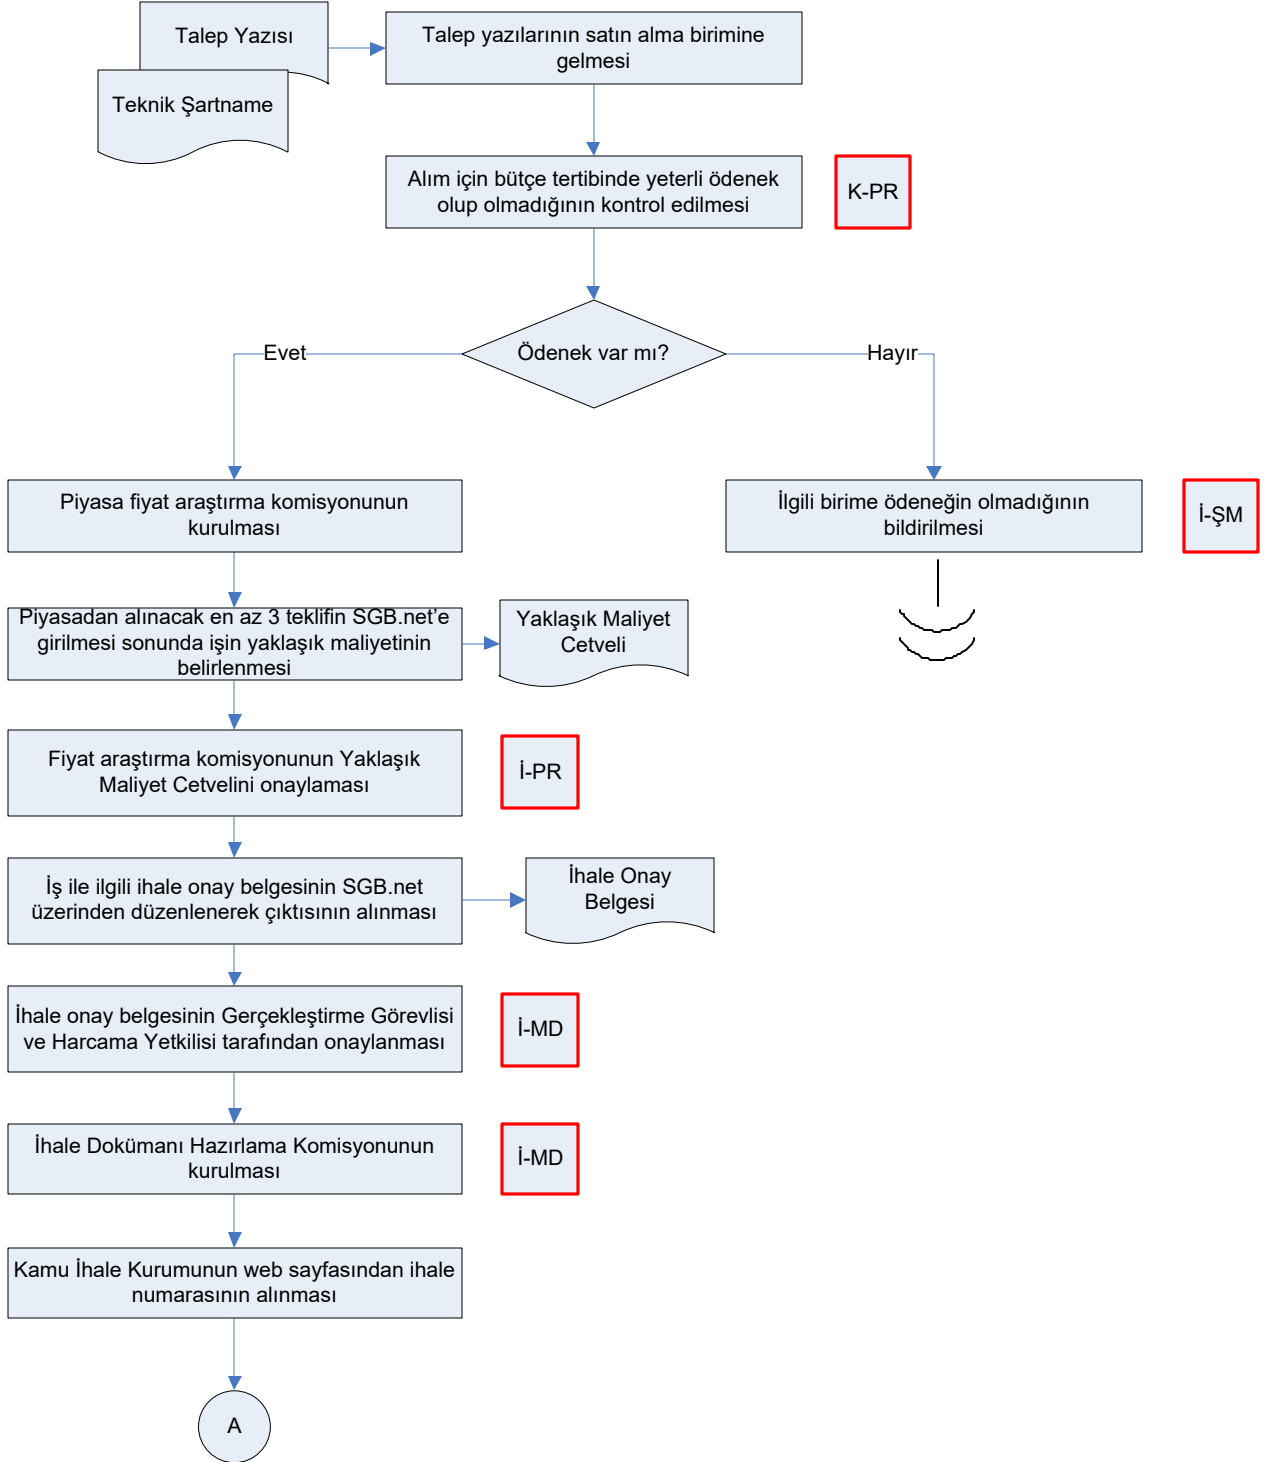 Talep Yazısı
Teknik Şartname
Talep yazılarının satın alma birimine
gelmesi
Alım için bütçe tertibinde yeterli ödenek
olup olmadığının kontrol edilmesi
K-PR
Ödenek var mı?
Evet
Hayır
Piyasa fiyat araştırma komisyonunun
kurulması
İlgili birime ödeneğin olmadığının
bildirilmesi
İ-ŞM
Piyasadan alınacak en az 3 teklifin SGB.net’e
girilmesi sonunda işin yaklaşık maliyetinin
belirlenmesi
Yaklaşık Maliyet
Cetveli
Fiyat araştırma komisyonunun Yaklaşık
Maliyet Cetvelini onaylaması
İ-PR
İş ile ilgili ihale onay belgesinin SGB.net
üzerinden düzenlenerek çıktısının alınması
İhale Onay
Belgesi
İhale onay belgesinin Gerçekleştirme Görevlisi
ve Harcama Yetkilisi tarafından onaylanması
İ-MD
İhale Dokümanı Hazırlama Komisyonunun
kurulması
İ-MD
Kamu İhale Kurumunun web sayfasından ihale
numarasının alınması
A